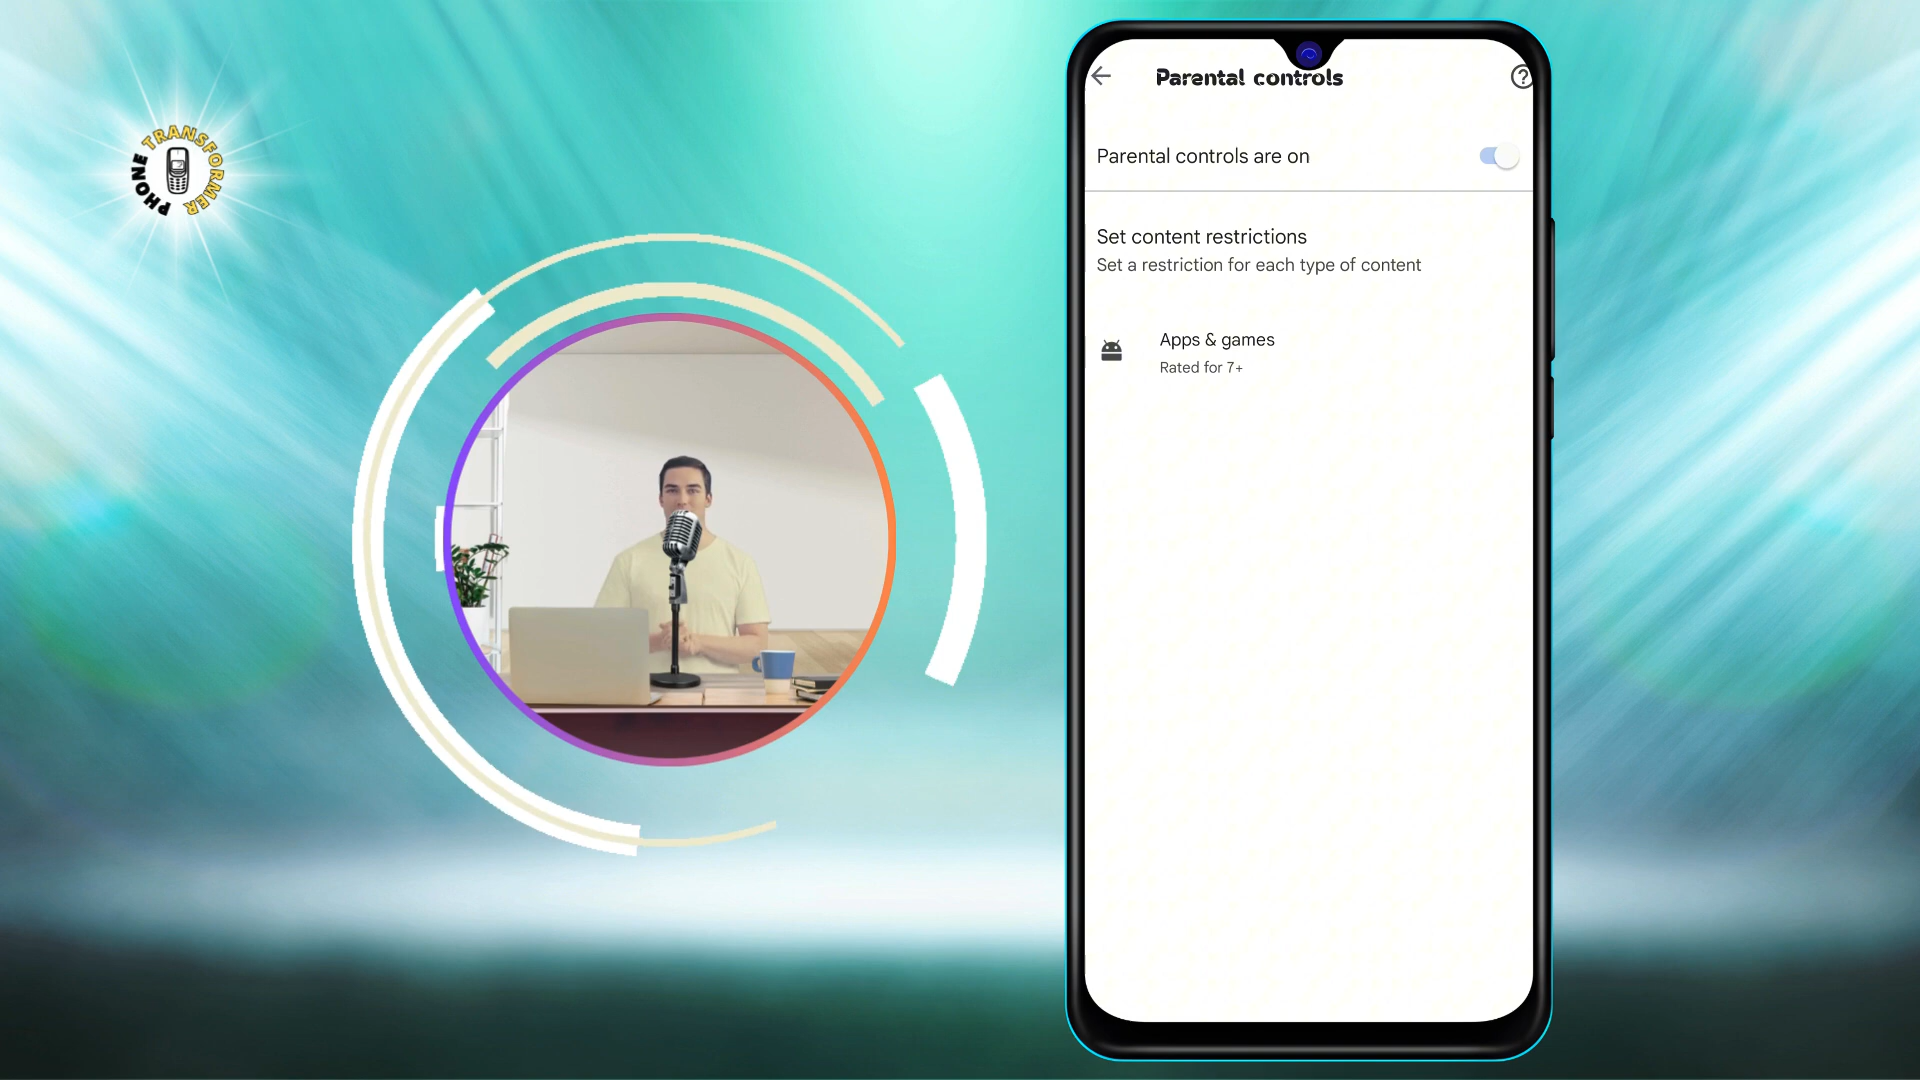 PHONE TRANSFORMER
Parental controls
Parental controls are on
Set content restrictions
Set a restriction for each type of content
Apps & games
Rated for 7+